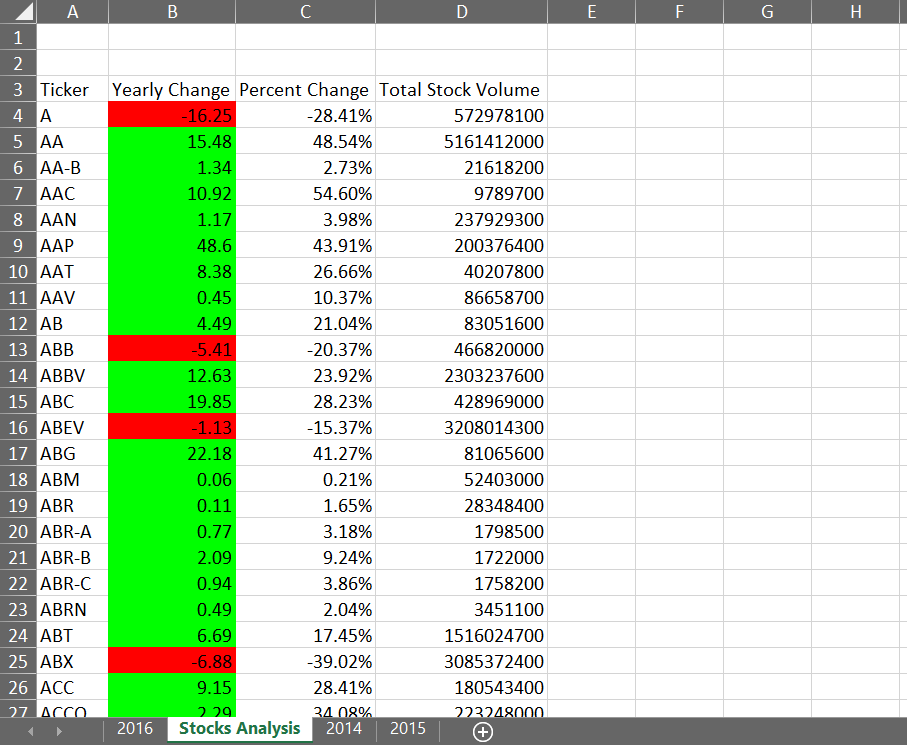 A B C D E F G H
1
2
3 Ticker Yearly Change Percent Change Total Stock Volume
4 A -16.25 -28.41% 572978100
5 AA 15.48 48.54% 5161412000
6 AA-B 1.34 2.73% 21618200
7 AAC 10.92 54.60% 9789700
8 AAN 1.17 3.98% 237929300
9 AAP 48.6 43.91% 200376400
10 AAT 8.38 26.66% 40207800
11 AAV 0.45 10.37% 86658700
12 AB 4.49 21.04% 83051600
13 ABB -5.41 -20.37% 466820000
14 ABBV 12.63 23.92% 2303237600
15 ABC 19.85 28.23% 428969000
16 ABEV -1.13 -15.37% 3208014300
17 ABG 22.18 41.27% 81065600
18 ABM 0.06 0.21% 52403000
19 ABR 0.11 1.65% 28348400
20 ABR-A 0.77 3.18% 1798500
21 ABR-B 2.09 9.24% 1722000
22 ABR-C 0.94 3.86% 1758200
23 ABRN 0.49 2.04% 3451100
24 ABT 6.69 17.45% 1516024700
25 ABX -6.88 -39.02% 3085372400
26 ACC 9.15 28.41% 180543400
27 ACCO 2.29 34.08% 223248000
2016 Stocks Analysis 2014 2015